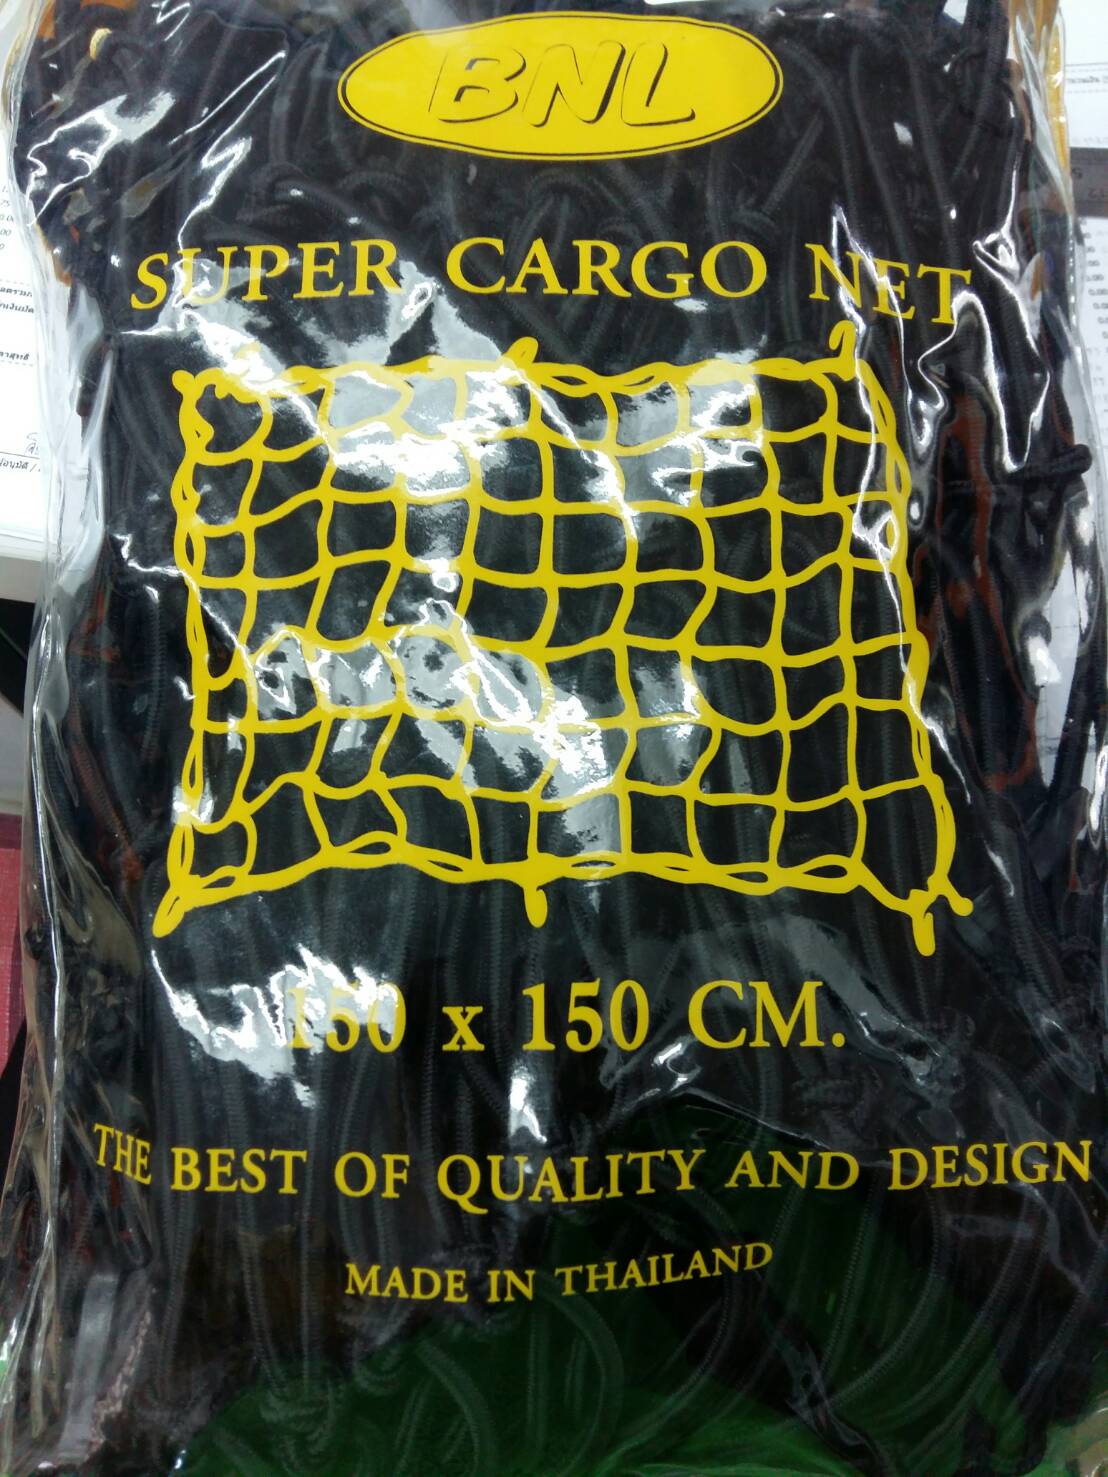 BNL
SUPER CARGO NET
150 x 150 CM.
THE BEST OF QUALITY AND DESIGN
MADE IN THAILAND